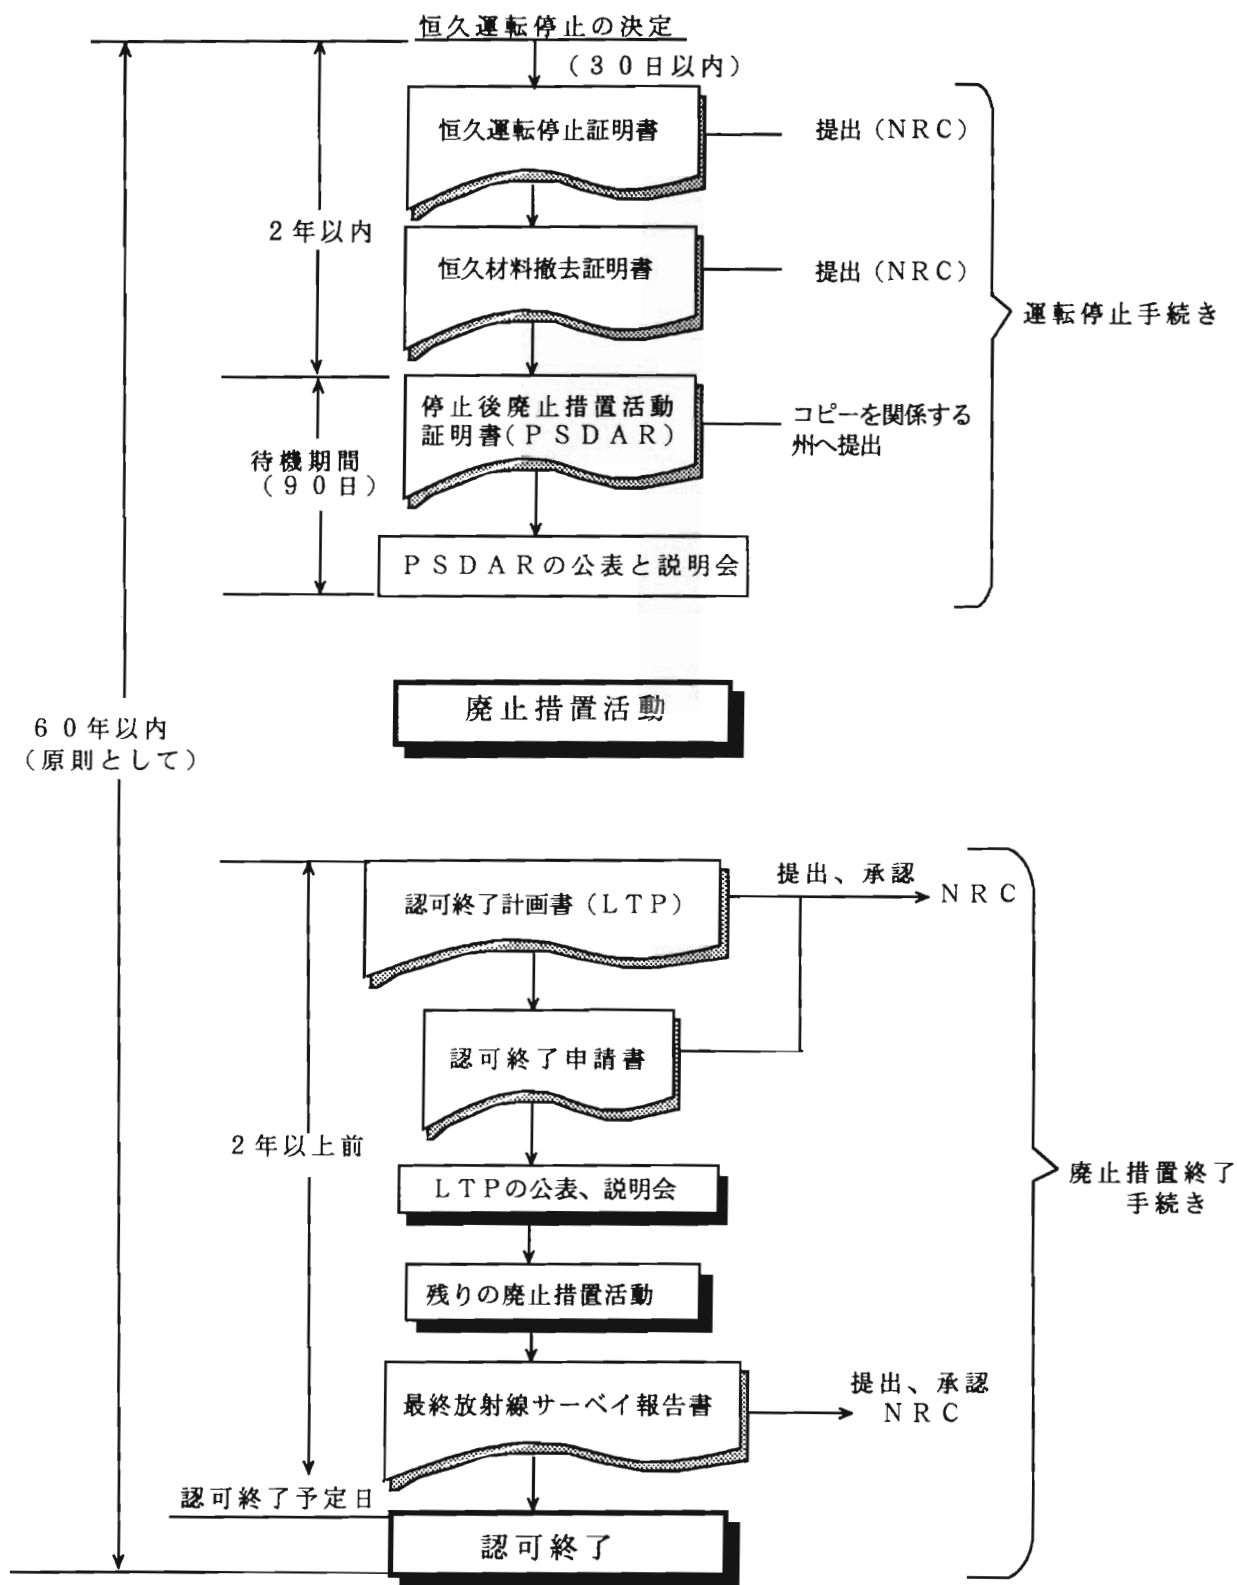 恒久運転停止の決定
(30日以内)
恒久運転停止証明書
提出(NRC)
2年以内
恒久材料撤去証明書
提出(NRC)
運転停止手続き
停止後廃止措置活動
証明書(PSDAR)
コピーを関係する
州へ提出
待機期間
(90日)
PSDARの公表と説明会
廃止措置活動
60年以内
(原則として)
認可終了計画書(LTP)
提出、承認
NRC
認可終了申請書
2年以上前
LTPの公表、説明会
廃止措置終了
手続き
残りの廃止措置活動
最終放射線サーベイ報告書
提出、承認
NRC
認可終了予定日
認可終了